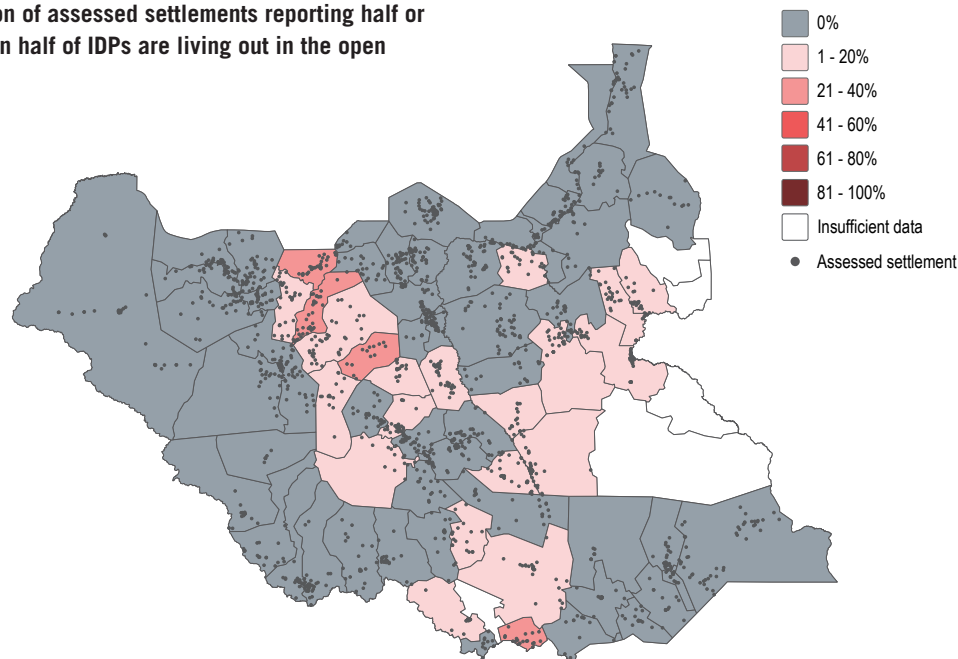 of assessed settlements reporting half or
half of IDPs are living out in the open
0%
1 - 20%
21 - 40%
41 - 60%
61 - 80%
81 - 100%
Insufficient data
Assessed settlement